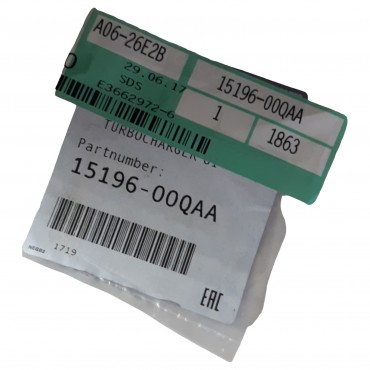 A06-26E2B
29.06.17
15196-00QAA
SDS
E3662972-6
1
1863
TURBOCHARGER
Partnumber:
15196-00QAA
1719
EAC